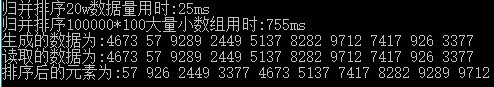 归并排序20w数据量用时:25ms
归并排序100000*100大量小数组用时:755ms
生成的数据为:4673 57 9289 2449 5137 8282 9712 7417 926 3377
读取的数据为:4673 57 9289 2449 5137 8282 9712 7417 926 3377
排序后的元素为:57 926 2449 3377 4673 5137 7417 8282 9289 9712